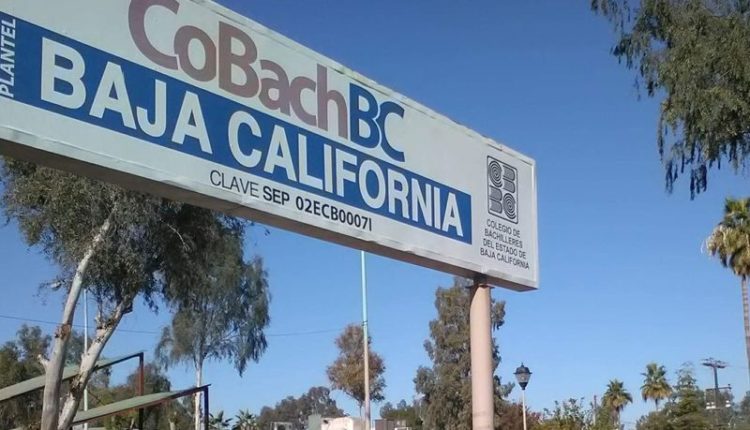 CoBachBC
PLANTEL
BAJA CALIFORNIA
CLAVE SEP 02ECB0007I
COLEGIO DE
BACHILLERES
DEL ESTADO DE
BAJA CALIFORNIA